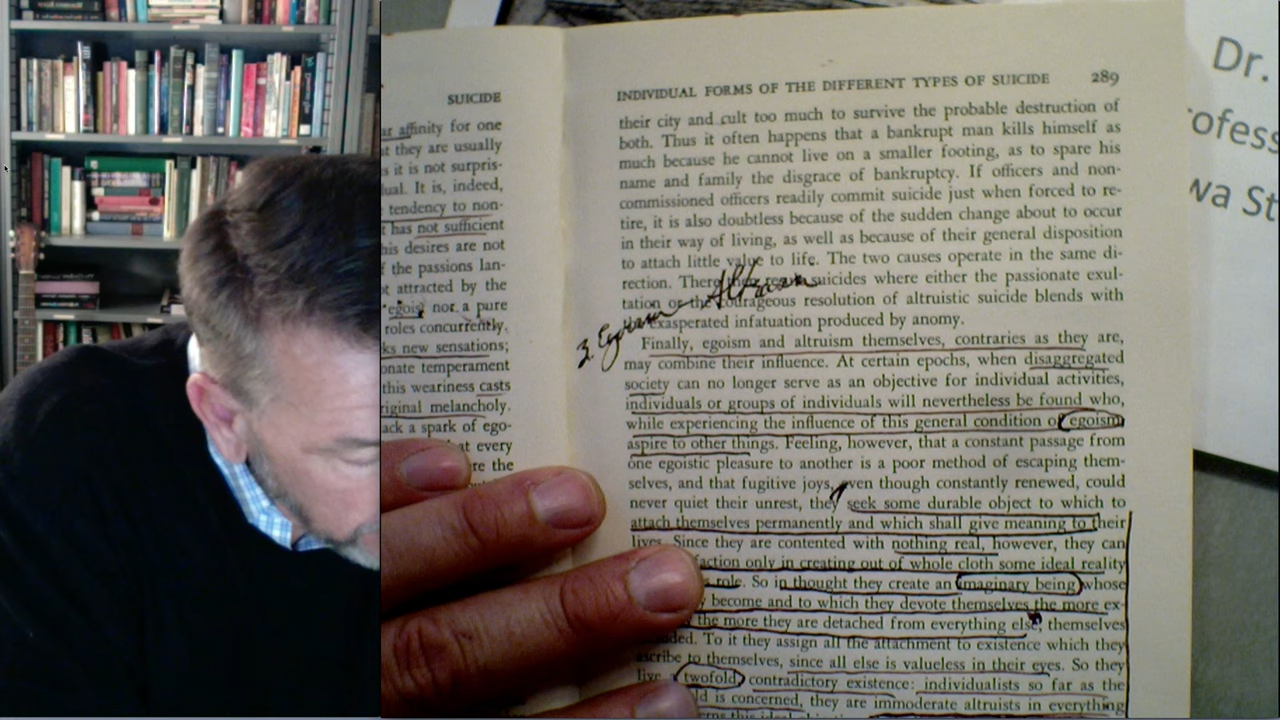 SUICIDE
affinity for one
t they are usually
s it is not surpris-
ual. It is, indeed,
tendency to non-
t has not sufficient
his desires are not
f the passions lan-
t attracted by the
egoist nor a pure
roles concurrently.
ks new sensations;
onate temperament
this weariness casts
riginal melancholy.
ack a spark of ego-
at every
re the
INDIVIDUAL FORMS OF THE DIFFERENT TYPES OF SUICIDE 289
their city and cult too much to survive the probable destruction of
both. Thus it often happens that a bankrupt man kills himself as
much because he cannot live on a smaller footing, as to spare his
name and family the disgrace of bankruptcy. If officers and non-
commissioned officers readily commit suicide just when forced to re-
tire, it is also doubtless because of the sudden change about to occur
in their way of living, as well as because of their general disposition
to attach little value to life. The two causes operate in the same di-
rection. There suicides where either the passionate exul-
tation or the courageous resolution of altruistic suicide blends with
exasperated infatuation produced by anomy.
3. Egoism - Altruism
Finally, egoism and altruism themselves, contraries as they are,
may combine their influence. At certain epochs, when disaggregated
society can no longer serve as an objective for individual activities,
individuals or groups of individuals will nevertheless be found who,
while experiencing the influence of this general condition of egoism,
aspire to other things. Feeling, however, that a constant passage from
one egoistic pleasure to another is a poor method of escaping them-
selves, and that fugitive joys, even though constantly renewed, could
never quiet their unrest, they seek some durable object to which to
attach themselves permanently and which shall give meaning to their
lives. Since they are contented with nothing real, however, they can
faction only in creating out of whole cloth some ideal reality
role. So in thought they create an imaginary being whose
become and to which they devote themselves the more ex-
the more they are detached from everything else, themselves
To it they assign all the attachment to existence which they
ascribe to themselves, since all else is valueless in their eyes. So they
live a twofold contradictory existence: individualists so far as the
is concerned, they are immoderate altruists in everything
Dr.
ofess
wa St